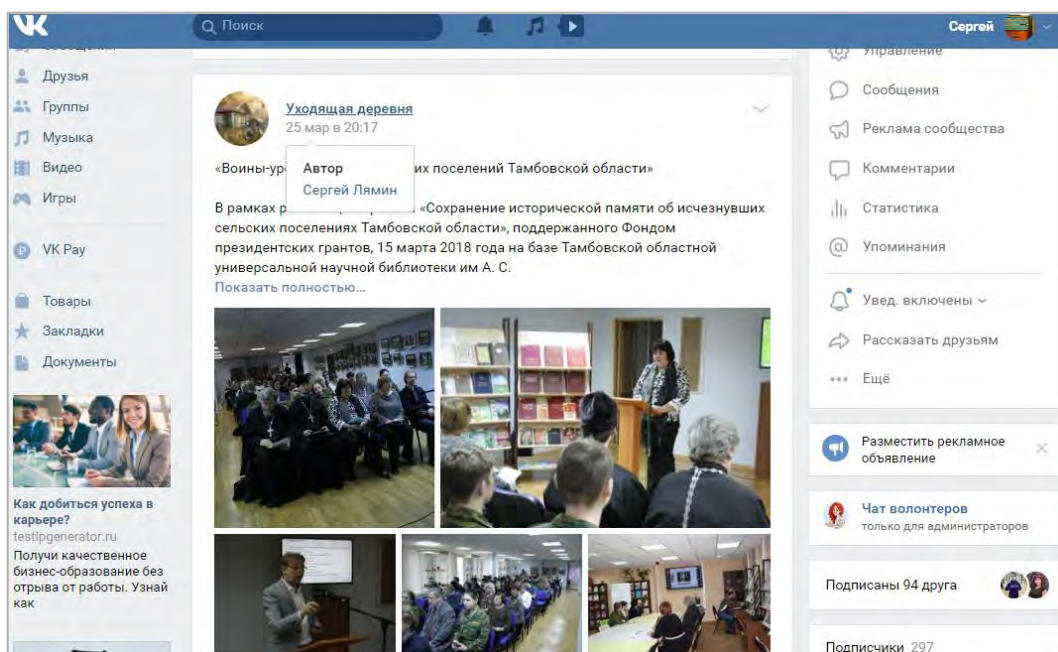 Поиск
Сергей
Друзья
Группы
Музыка
Видео
Игры
VK Pay
Товары
Закладки
Документы
Как добиться успеха в
карьере?
testlpgenerator.ru
Получи качественное
бизнес-образование без
отрыва от работы. Узнай
как
Уходящая деревня
25 мар в 20:17
Автор
Сергей Лямин
«Воины-ур их поселений Тамбовской области»
В рамках р «Сохранение исторической памяти об исчезнувших
сельских поселениях Тамбовской области», поддержанного Фондом
президентских грантов, 15 марта 2018 года на базе Тамбовской областной
универсальной научной библиотеки им А. С.
Показать полностью...
Управление
Сообщения
Реклама сообщества
Комментарии
Статистика
Упоминания
Увед. включены
Рассказать друзьям
Ещё
Разместить рекламное
объявление
Чат волонтеров
только для администраторов
Подписаны 94 друга
Подписчики 297